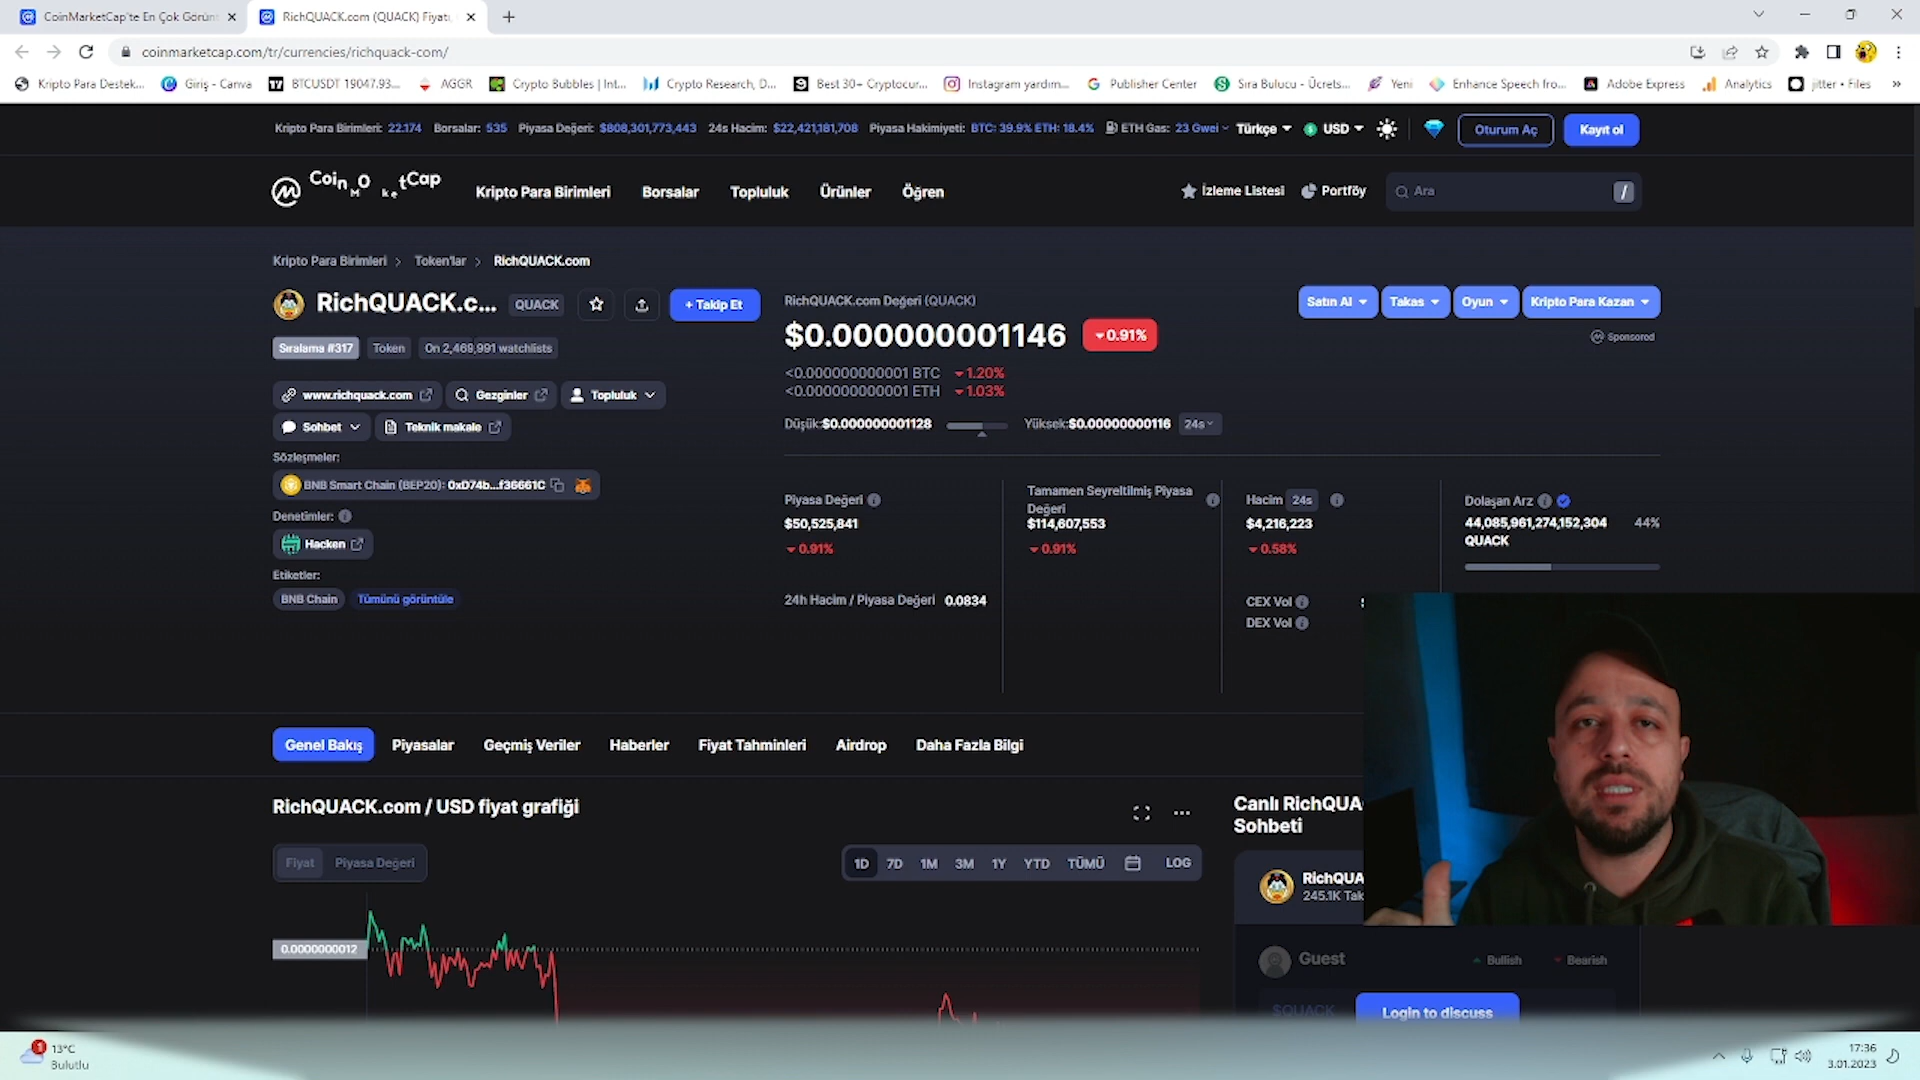 CoinMarketCap'te En Çok Görünt
RichQUACK.com (QUACK) Fiyatı,
coinmarketcap.com/tr/currencies/richquack-com/
Kripto Para Destek... Giriş - Canva BTCUSDT 19047.93... AGGR Crypto Bubbles | Int... Crypto Research, D... Best 30+ Cryptocur... Instagram yardım... Publisher Center Sıra Bulucu - Ücrets... Yeni Enhance Speech fro... Adobe Express Analytics jitter • Files »
Kripto Para Birimleri: 22.174 Borsalar: 535 Piyasa Değeri: $808,301,773,443 24s Hacim: $22,421,181,708 Piyasa Hakimiyeti: BTC: 39.9% ETH: 18.4% ETH Gas: 23 Gwei Türkçe USD Oturum Aç Kayıt ol
CoinMarketCap Kripto Para Birimleri Borsalar Topluluk Ürünler Öğren İzleme Listesi Portföy Ara /
Kripto Para Birimleri > Token'lar > RichQUACK.com
RichQUACK.c... QUACK + Takip Et
Sıralama #317 Token On 2,469,991 watchlists
www.richquack.com Gezginler Topluluk
Sohbet Teknik makale
Sözleşmeler:
BNB Smart Chain (BEP20): 0xD74b...f36661C
Denetimler:
Hacken
Etiketler:
BNB Chain Tümünü görüntüle
RichQUACK.com Değeri (QUACK)
$0.000000001146 0.91%
<0.000000000001 BTC 1.20%
<0.000000000001 ETH 1.03%
Düşük:$0.000000001128 Yüksek:$0.00000000116 24s
Satın Al Takas Oyun Kripto Para Kazan
Sponsored
Piyasa Değeri
$50,525,841
0.91%
24h Hacim / Piyasa Değeri 0.0834
Tamamen Seyreltilmiş Piyasa
Değeri
$114,607,553
0.91%
Hacim 24s
$4,216,223
0.58%
CEX Vol
DEX Vol
Dolaşan Arz
44,085,961,274,152,304 44%
QUACK
Genel Bakış Piyasalar Geçmiş Veriler Haberler Fiyat Tahminleri Airdrop Daha Fazla Bilgi
RichQUACK.com / USD fiyat grafiği
Fiyat Piyasa Değeri
1D 7D 1M 3M 1Y YTD TÜMÜ LOG
0.0000000012
Canlı RichQUA
Sohbeti
RichQUA
245.1K Tak
Guest Bullish Bearish
$QUACK
Login to discuss
1
13°C
Bulutlu
17:36
3.01.2023